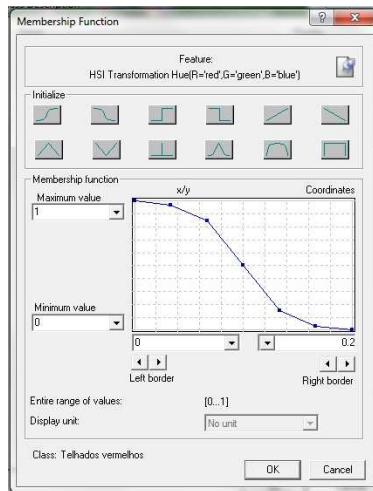 Membership Function
Feature:
HSI Transformation Hue(R='red',G='green',B='blue')
Initialize
Membership function
Maximum value
x/y
Coordinates
1
Minimum value
0
0
0.2
Left border
Right border
Entire range of values:
[0...1]
Display unit:
No unit
Class: Telhados vermelhos
OK
Cancel